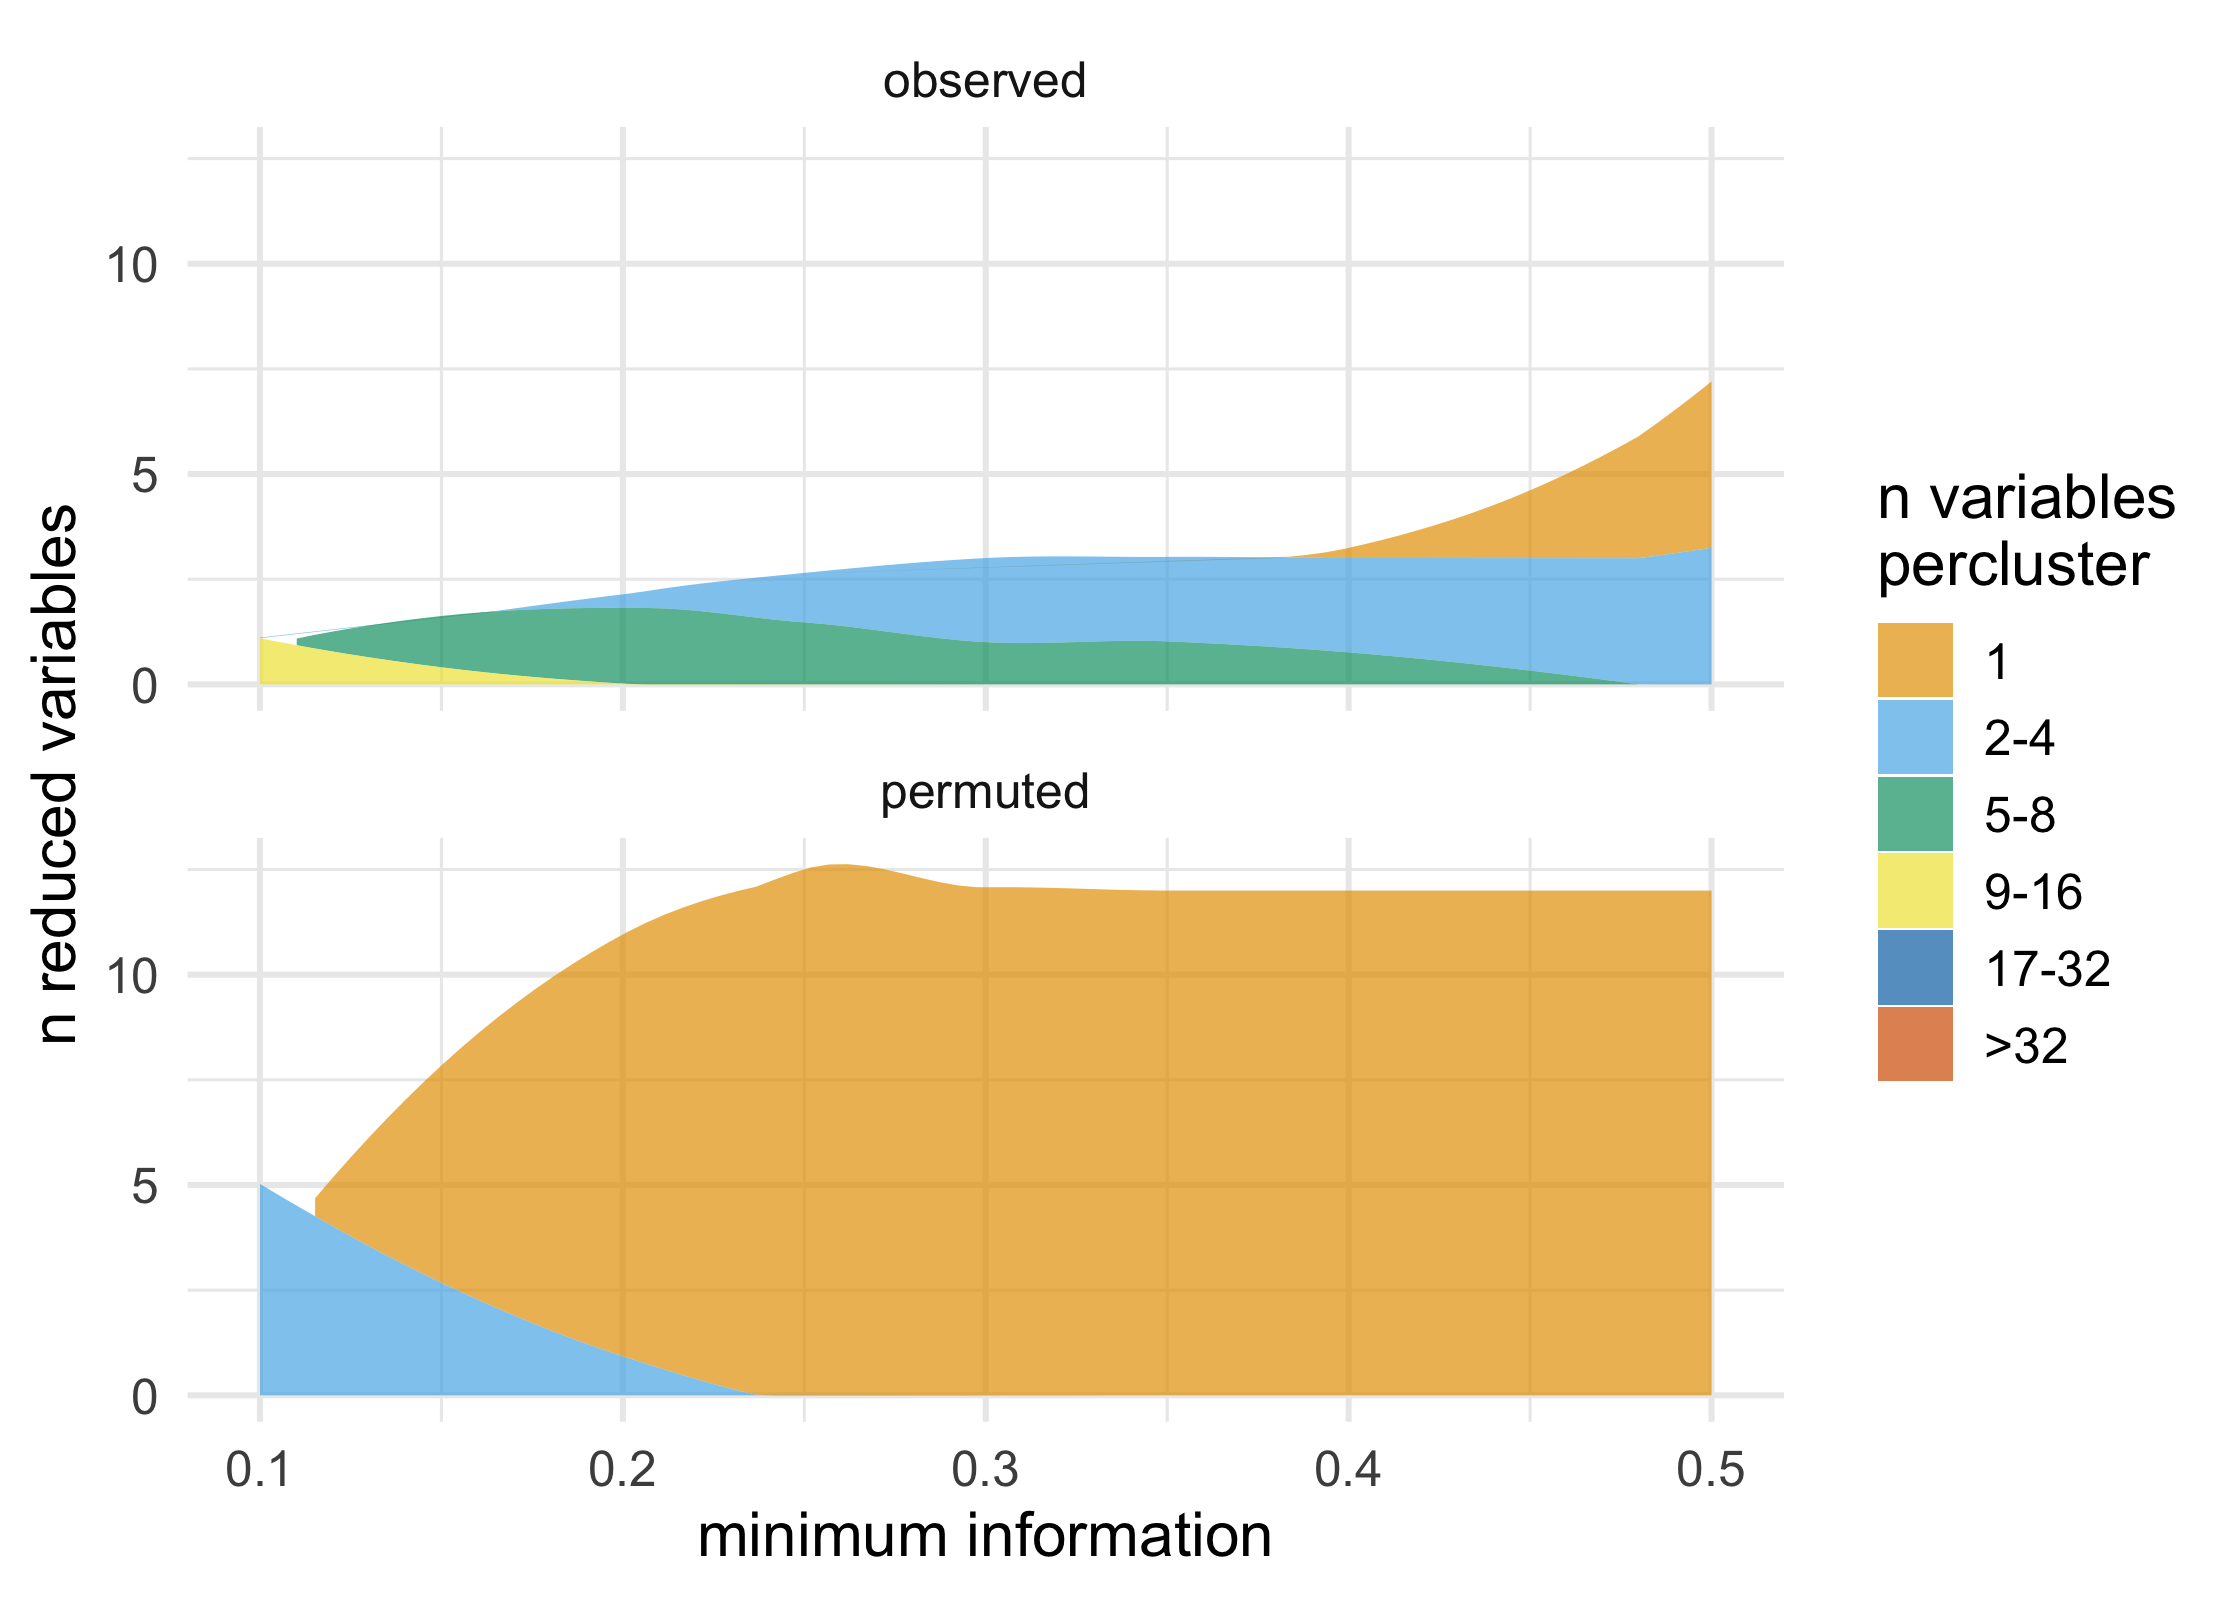 observed
10
5
0
n reduced variables
permuted
10
5
0
0.1 0.2 0.3 0.4 0.5
minimum information
n variables
percluster
1
2-4
5-8
9-16
17-32
>32